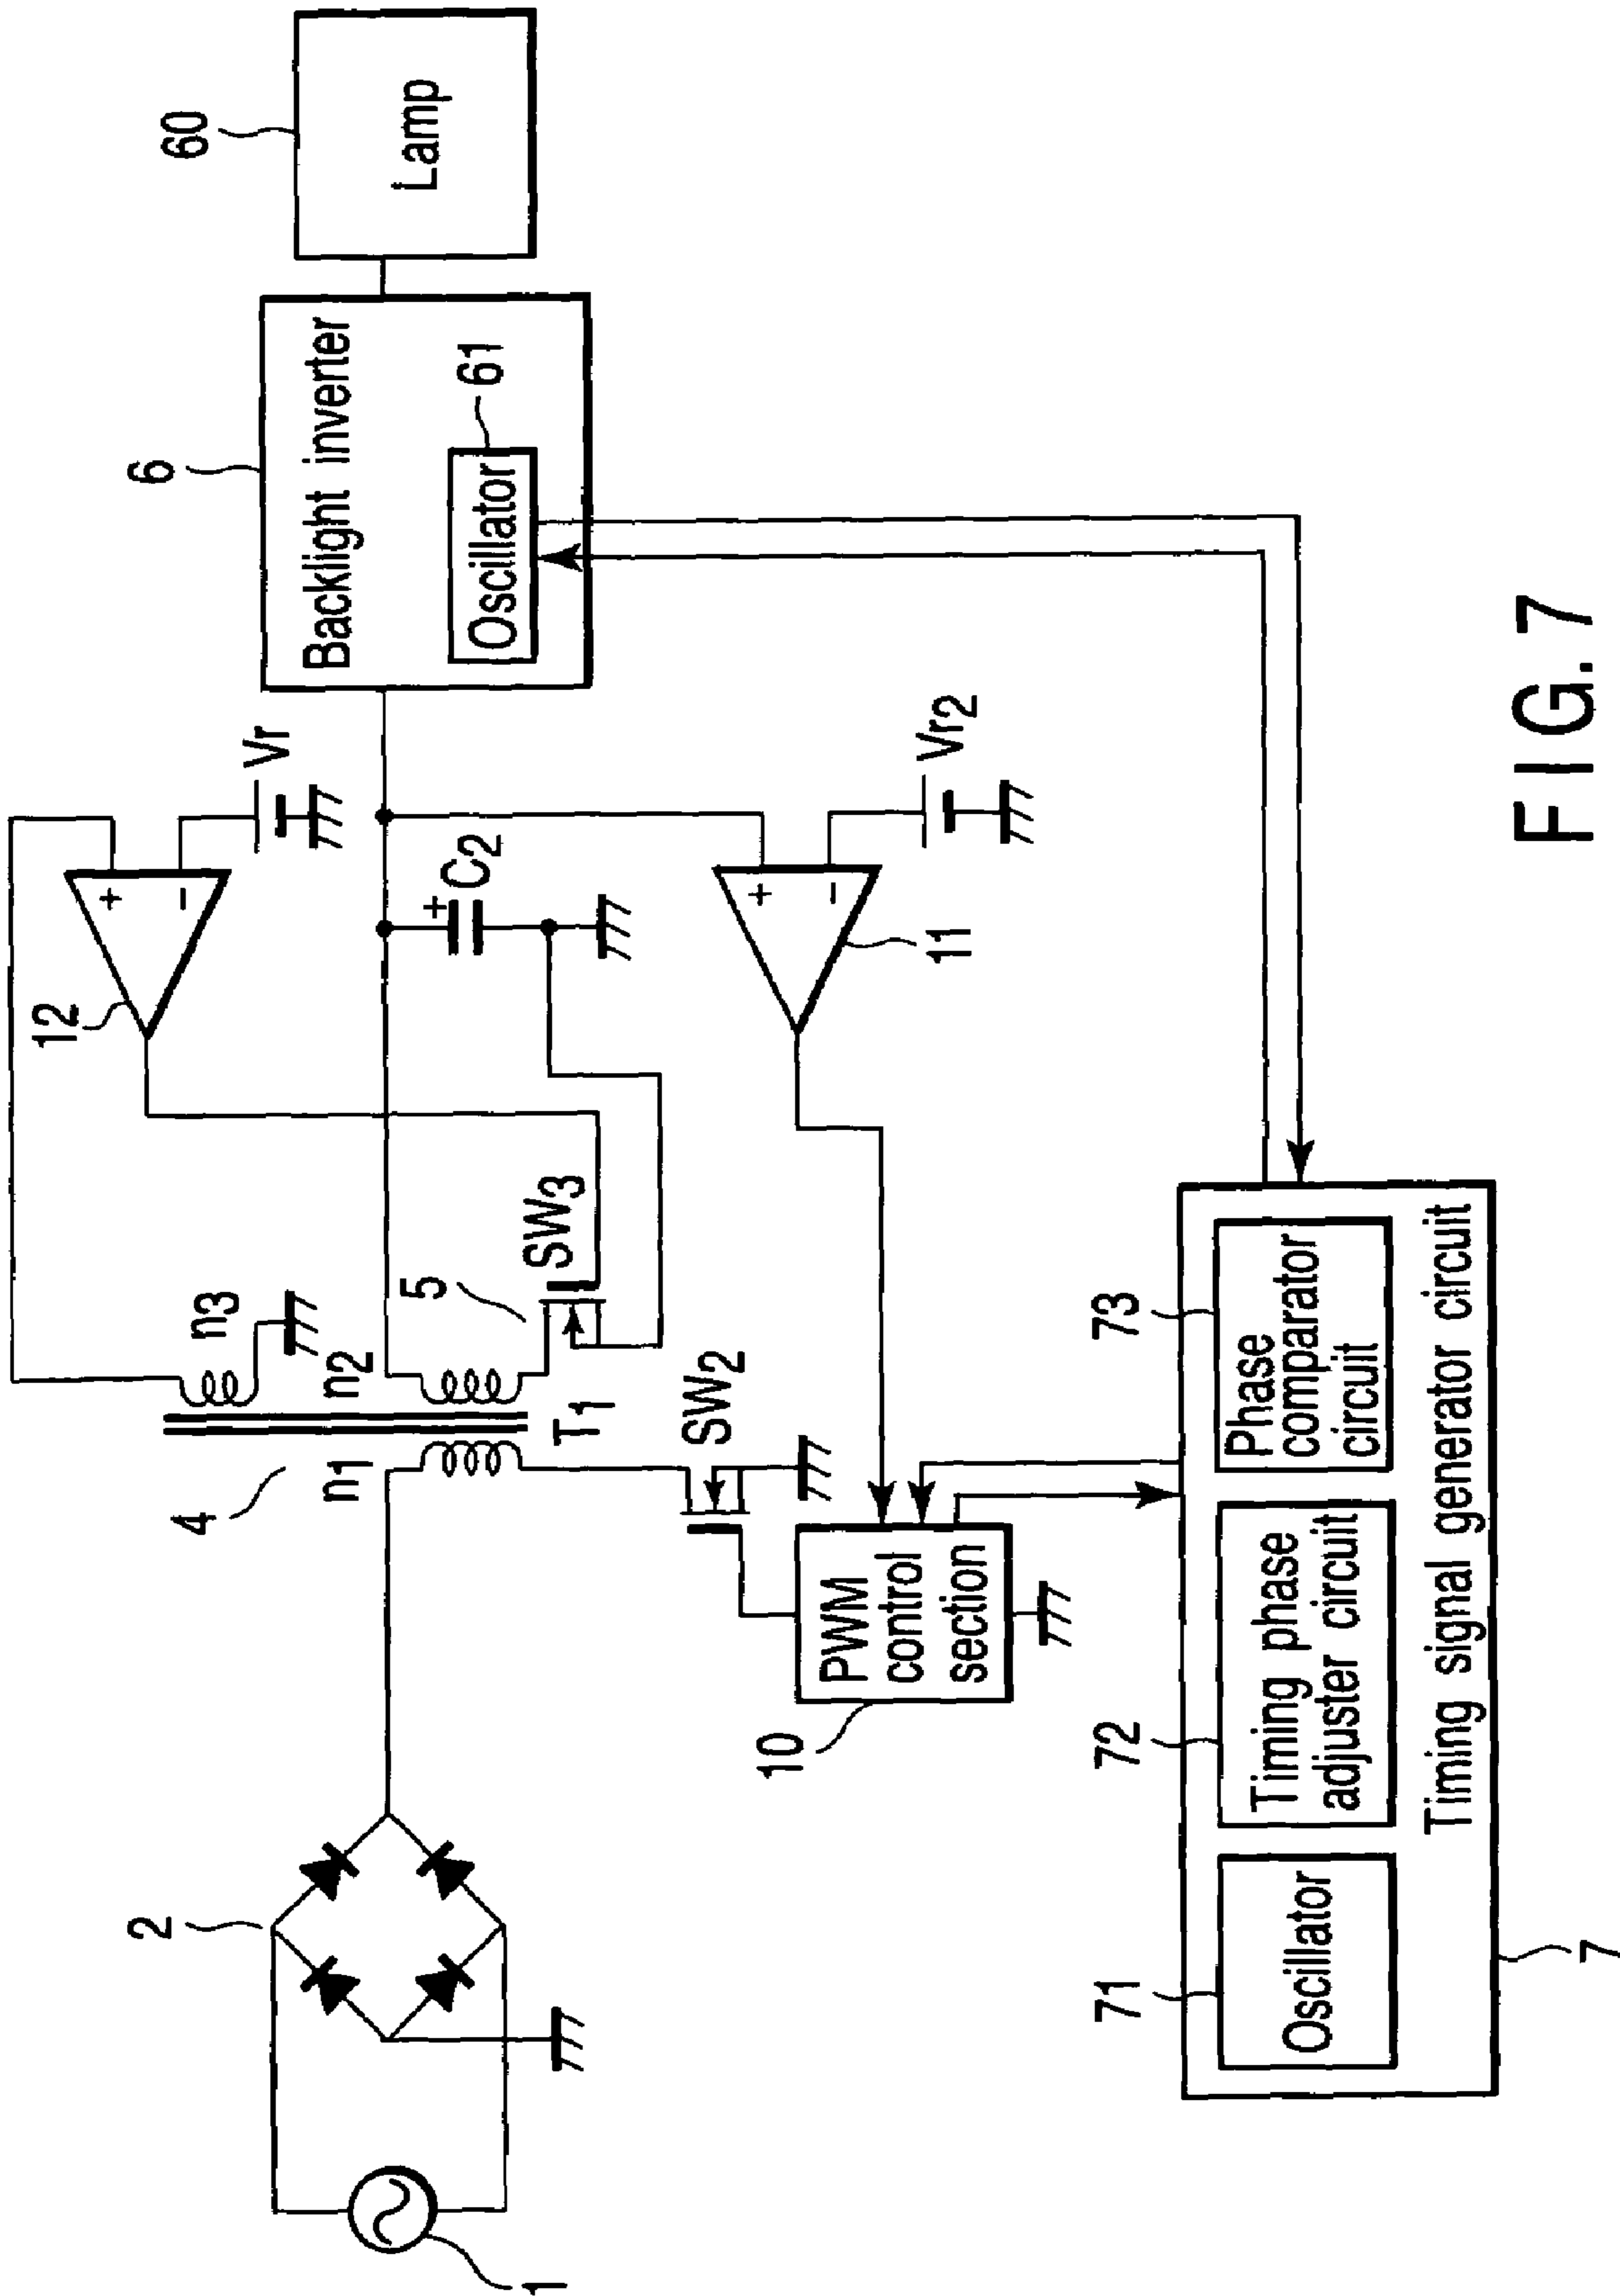 60
Lamp
6
Backlight inverter
61
Oscillator
12
+
−
Vr
n3
n1
n2
4
T1
5
SW3
+
C2
SW2
+
−
Vr2
11
2
1
10
PWM
control
section
71
Oscillator
72
Timing phase
adjuster circuit
73
Phase
comparator
circuit
Timing signal generator circuit
7
FIG. 7